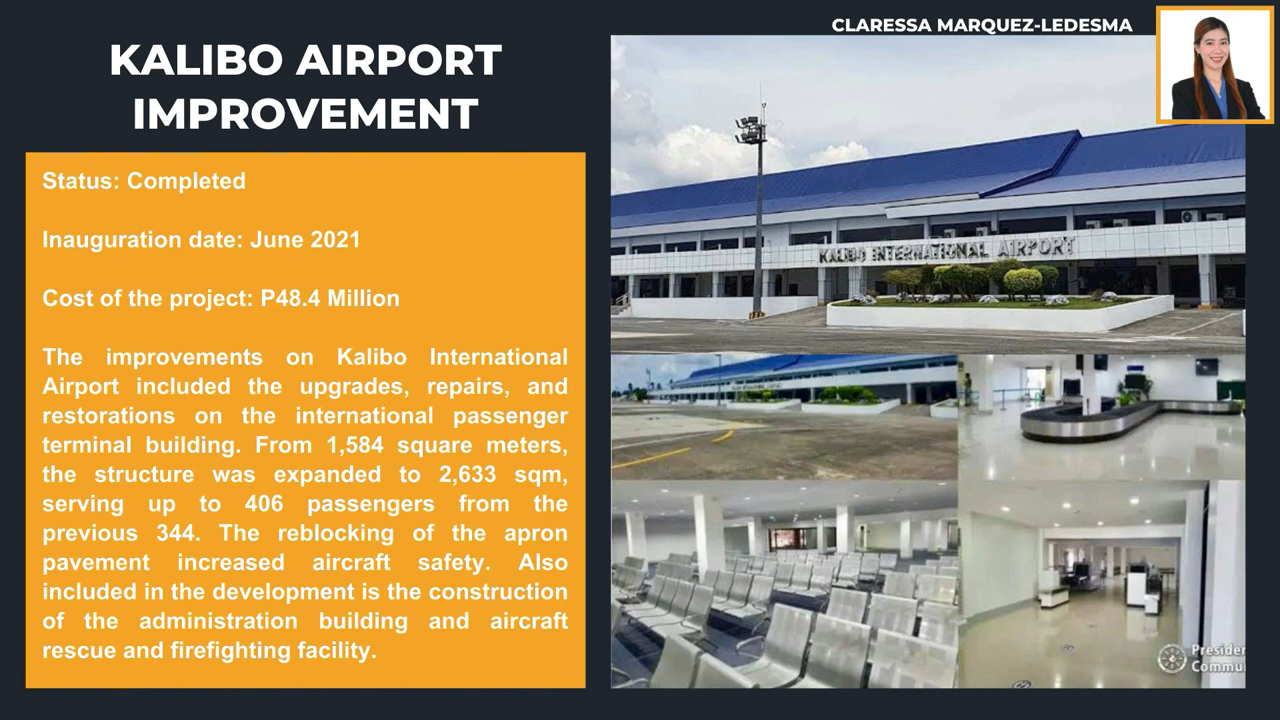 CLARESSA MARQUEZ-LEDESMA
KALIBO AIRPORT
IMPROVEMENT
Status: Completed
Inauguration date: June 2021
Cost of the project: P48.4 Million
The improvements on Kalibo International
Airport included the upgrades, repairs, and
restorations on the international passenger
terminal building. From 1,584 square meters,
the structure was expanded to 2,633 sqm,
serving up to 406 passengers from the
previous 344. The reblocking of the apron
pavement increased aircraft safety. Also
included in the development is the construction
of the administration building and aircraft
rescue and firefighting facility.
KALIBO INTERNATIONAL AIRPORT
Presiden
Commu